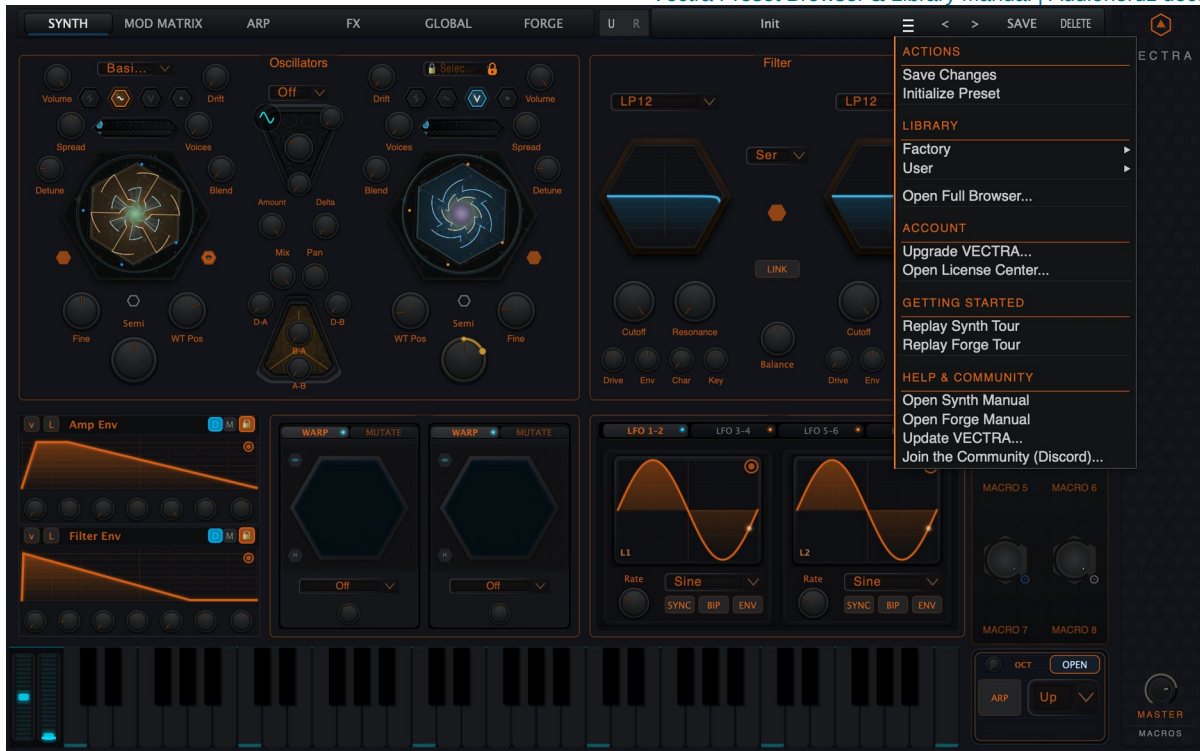 SYNTH MOD MATRIX ARP FX GLOBAL FORGE U R Init < > SAVE DELETE
VECTRA
ACTIONS
Save Changes
Initialize Preset
LIBRARY
Factory
User
Open Full Browser...
ACCOUNT
Upgrade VECTRA...
Open License Center...
GETTING STARTED
Replay Synth Tour
Replay Forge Tour
HELP & COMMUNITY
Open Synth Manual
Open Forge Manual
Update VECTRA...
Join the Community (Discord)...
Oscillators
Basi... Off Selec...
Volume Drift Drift Volume
Spread Voices Voices Spread
Detune Blend Blend Detune
Amount Delta
Mix Pan
D-A D-B
Semi Semi
Fine WT Pos WT Pos Fine
B-A
A-B
Filter
LP12 LP12
Ser
LINK
Cutoff Resonance Cutoff
Balance
Drive Env Char Key Drive Env
V L Amp Env D M
V L Filter Env D M
WARP MUTATE WARP MUTATE
H H
Off Off
LFO 1-2 LFO 3-4 LFO 5-6
L1 L2
Rate Sine Rate Sine
SYNC BIP ENV SYNC BIP ENV
MACRO 5 MACRO 6
MACRO 7 MACRO 8
OCT OPEN
ARP Up
MASTER
MACROS